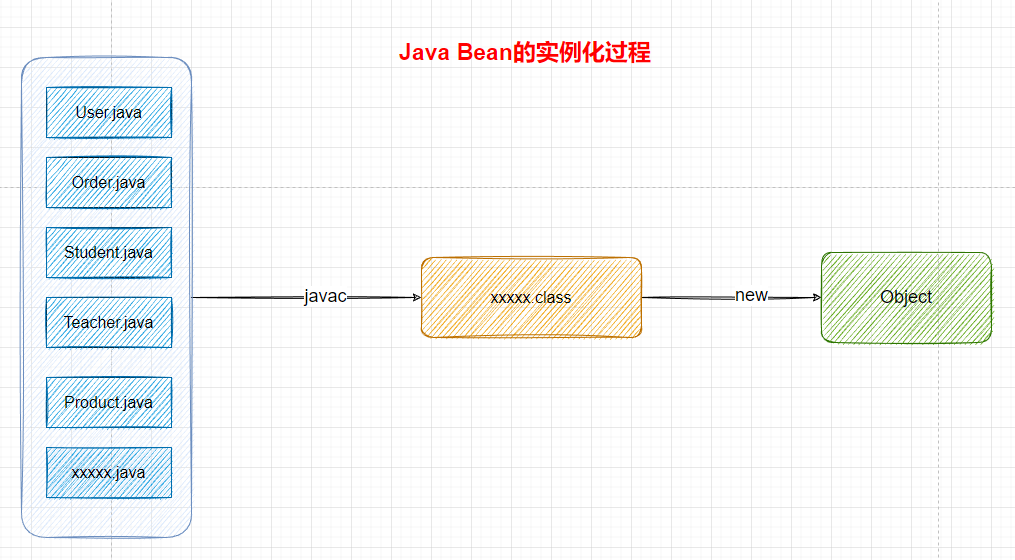 Java Bean的实例化过程
User.java
Order.java
Student.java
Teacher.java
Product.java
xxxxx.java
javac
xxxxx.class
new
Object